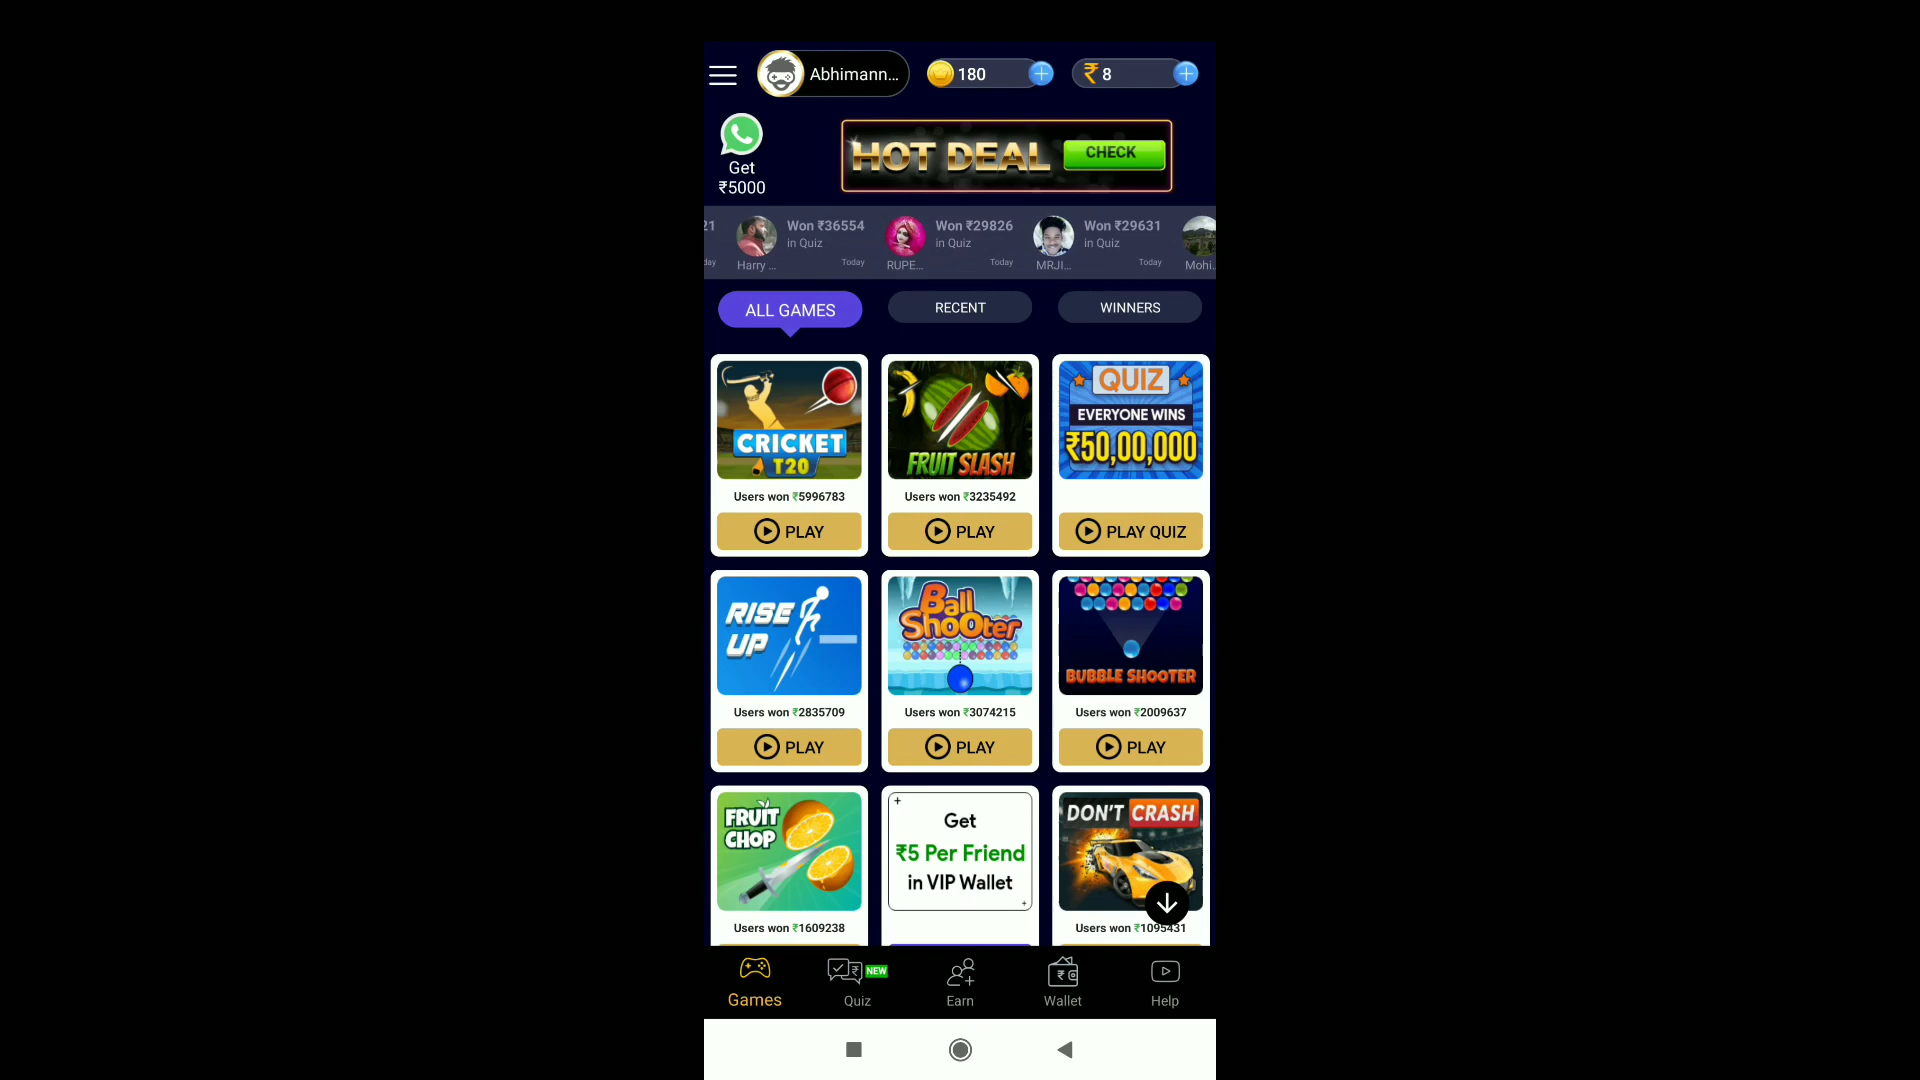 Abhimann...
180
₹ 8
Get
₹5000
HOT DEAL
CHECK
21
Won ₹36554
Won ₹29826
Won ₹29631
in Quiz
in Quiz
in Quiz
day
Today
Today
Today
Harry ...
RUPE...
MRJI...
Mohi...
ALL GAMES
RECENT
WINNERS
CRICKET
T20
FRUIT SLASH
QUIZ
EVERYONE WINS
₹50,00,000
Users won ₹5996783
Users won ₹3235492
PLAY
PLAY
PLAY QUIZ
RISE
UP
Ball
Shooter
BUBBLE SHOOTER
Users won ₹2835709
Users won ₹3074215
Users won ₹2009637
PLAY
PLAY
PLAY
FRUIT
CHOP
Get
₹5 Per Friend
in VIP Wallet
DON'T CRASH
Users won ₹1609238
Users won ₹1095431
NEW
Games
Quiz
Earn
Wallet
Help